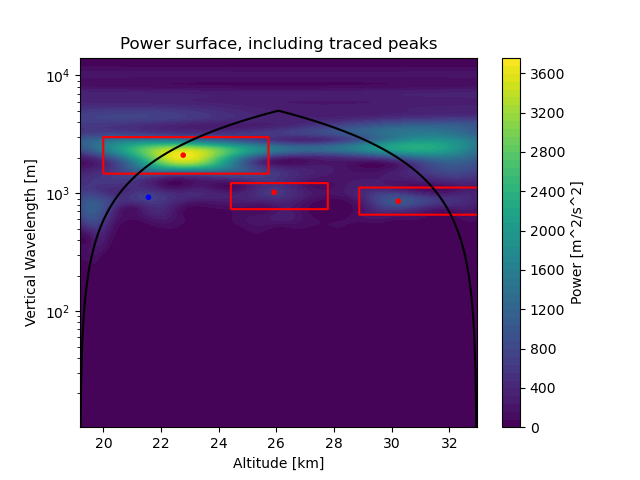 Power surface, including traced peaks
Vertical Wavelength [m]
10^4
10^3
10^2
20 22 24 26 28 30 32
Altitude [km]
3600
3200
2800
2400
2000
1600
1200
800
400
0
Power [m^2/s^2]